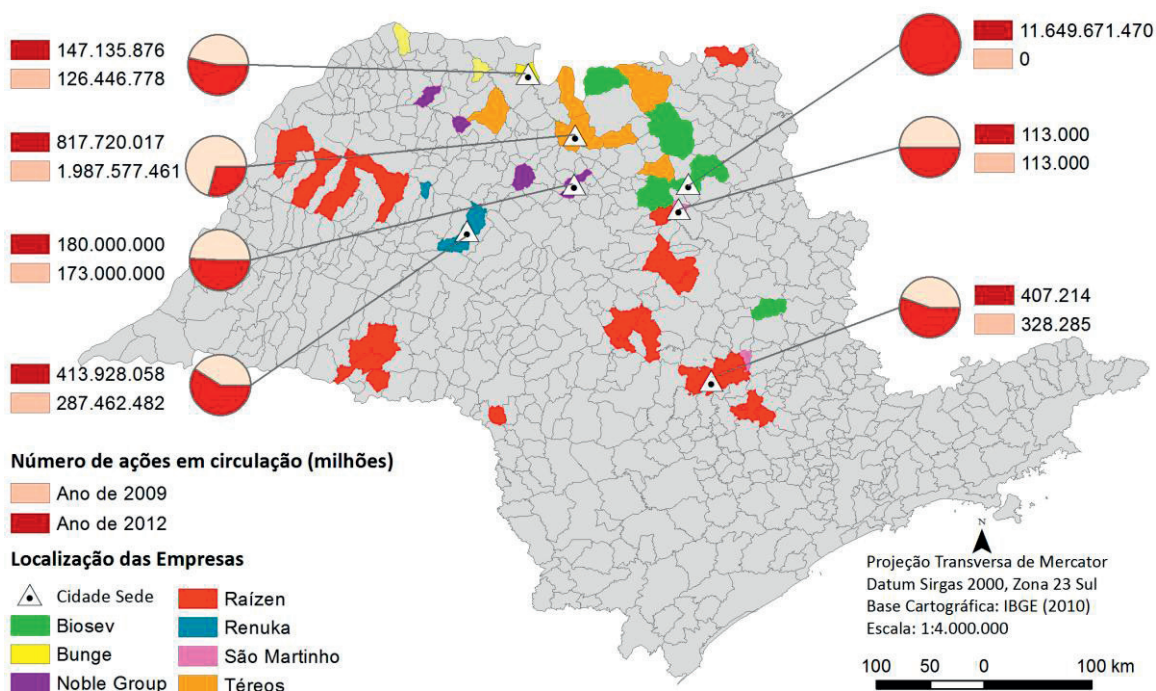 147.135.876
126.446.778
817.720.017
1.987.577.461
180.000.000
173.000.000
413.928.058
287.462.482
11.649.671.470
0
113.000
113.000
407.214
328.285
Número de ações em circulação (milhões)
Ano de 2009
Ano de 2012
Localização das Empresas
Cidade Sede
Biosev
Bunge
Noble Group
Raízen
Renuka
São Martinho
Téreos
N
Projeção Transversa de Mercator
Datum Sirgas 2000, Zona 23 Sul
Base Cartográfica: IBGE (2010)
Escala: 1:4.000.000
100 50 0 100 km